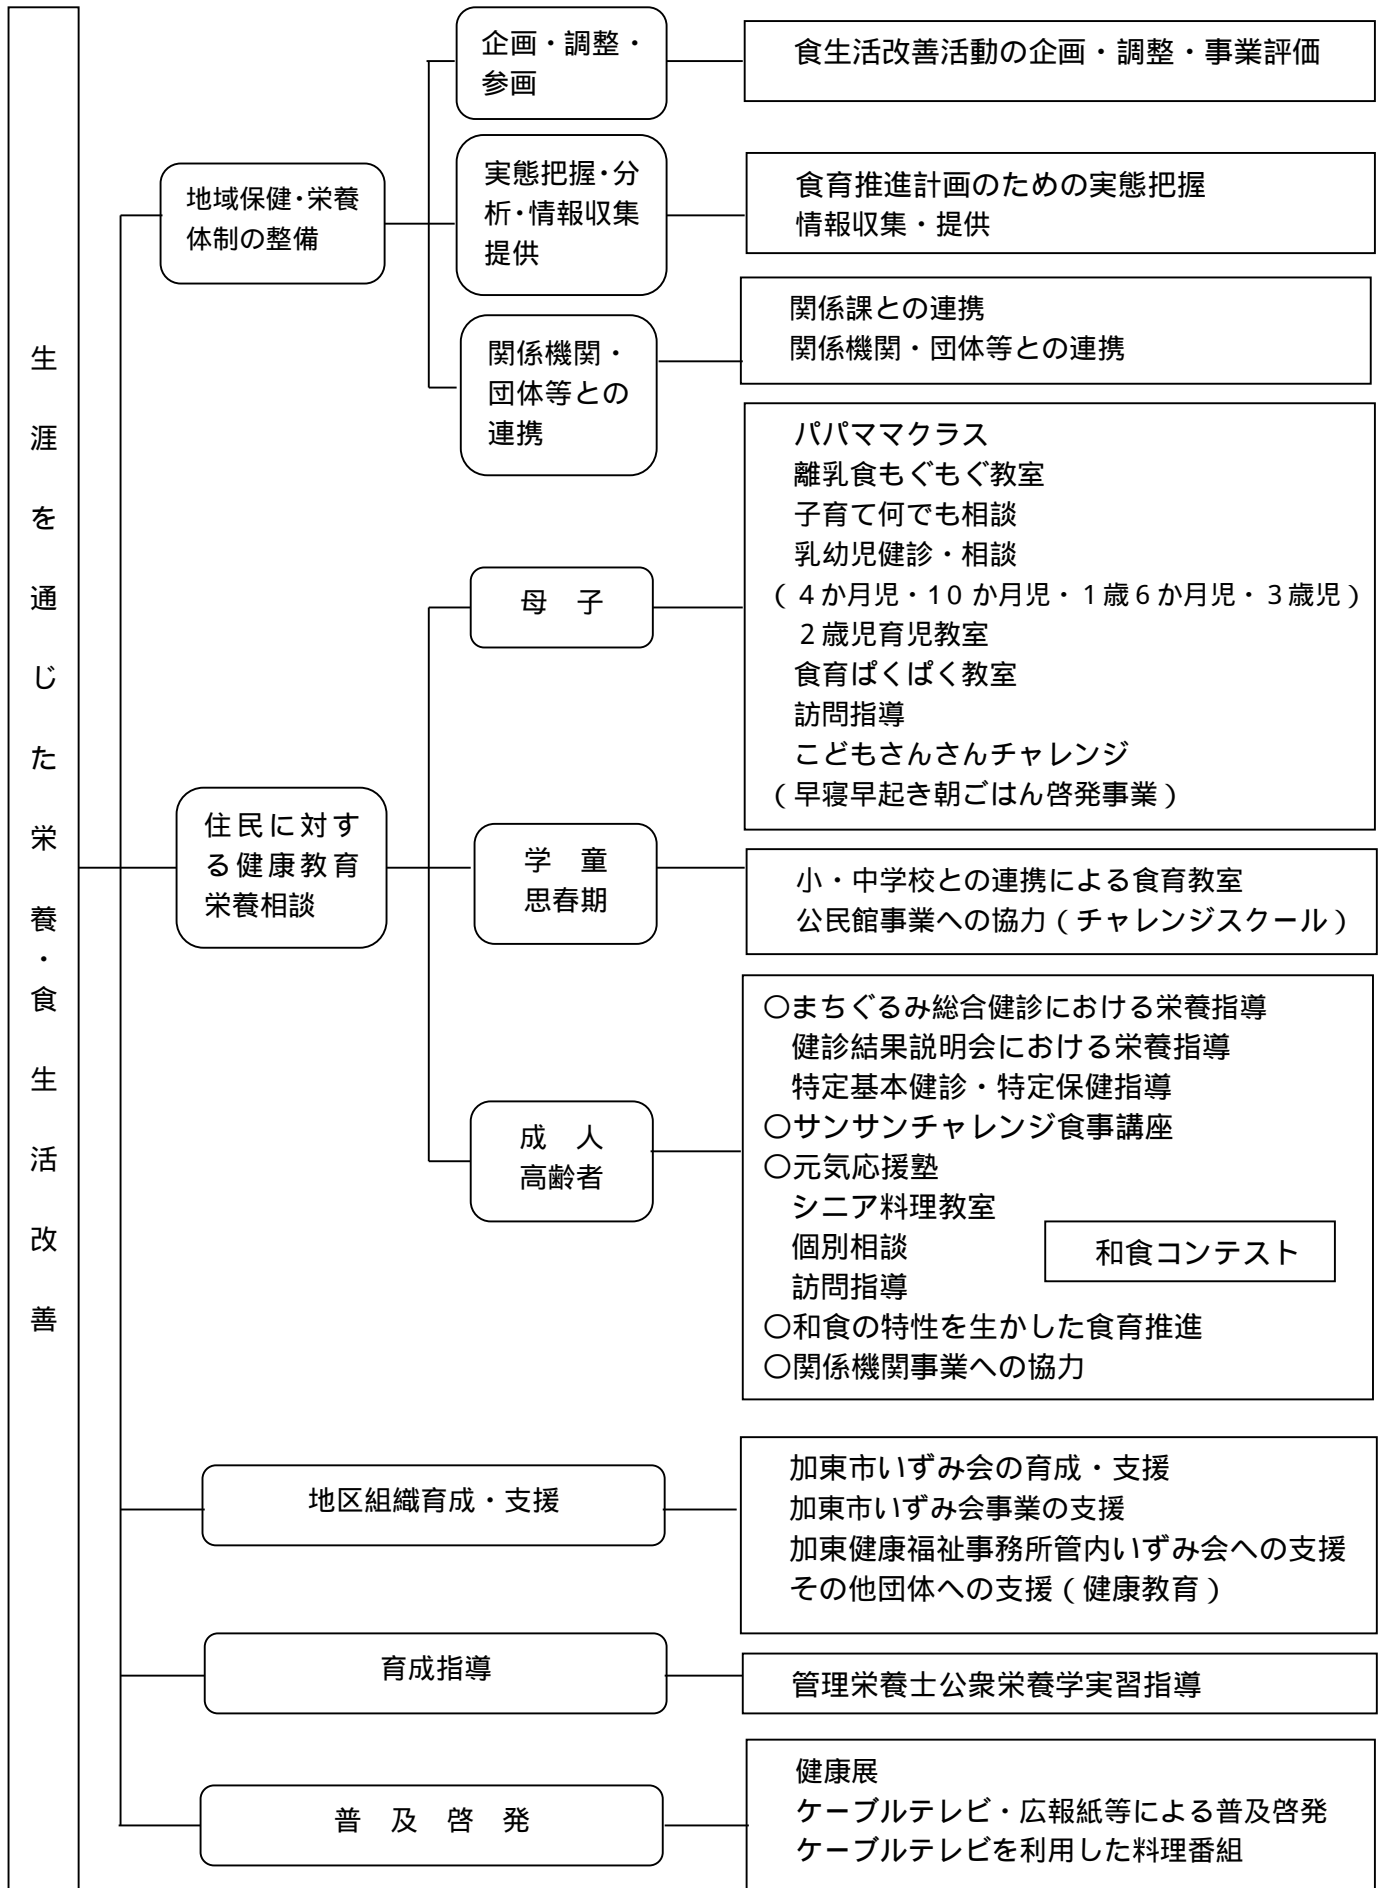 生涯を通じた栄養・食生活改善
地域保健・栄養
体制の整備
企画・調整・
参画
食生活改善活動の企画・調整・事業評価
実態把握・分
析・情報収集
提供
食育推進計画のための実態把握
情報収集・提供
関係機関・
団体等との
連携
関係課との連携
関係機関・団体等との連携
住民に対す
る健康教育
栄養相談
母　子
パパママクラス
離乳食もぐもぐ教室
子育て何でも相談
乳幼児健診・相談
（４か月児・10 か月児・１歳６か月児・３歳児）
２歳児育児教室
食育ぱくぱく教室
訪問指導
こどもさんさんチャレンジ
（早寝早起き朝ごはん啓発事業）
学　童
思春期
小・中学校との連携による食育教室
公民館事業への協力（チャレンジスクール）
成　人
高齢者
○まちぐるみ総合健診における栄養指導
健診結果説明会における栄養指導
特定基本健診・特定保健指導
○サンサンチャレンジ食事講座
○元気応援塾
シニア料理教室
個別相談
訪問指導
和食コンテスト
○和食の特性を生かした食育推進
○関係機関事業への協力
地区組織育成・支援
加東市いずみ会の育成・支援
加東市いずみ会事業の支援
加東健康福祉事務所管内いずみ会への支援
その他団体への支援（健康教育）
育成指導
管理栄養士公衆栄養学実習指導
普　及　啓　発
健康展
ケーブルテレビ・広報紙等による普及啓発
ケーブルテレビを利用した料理番組